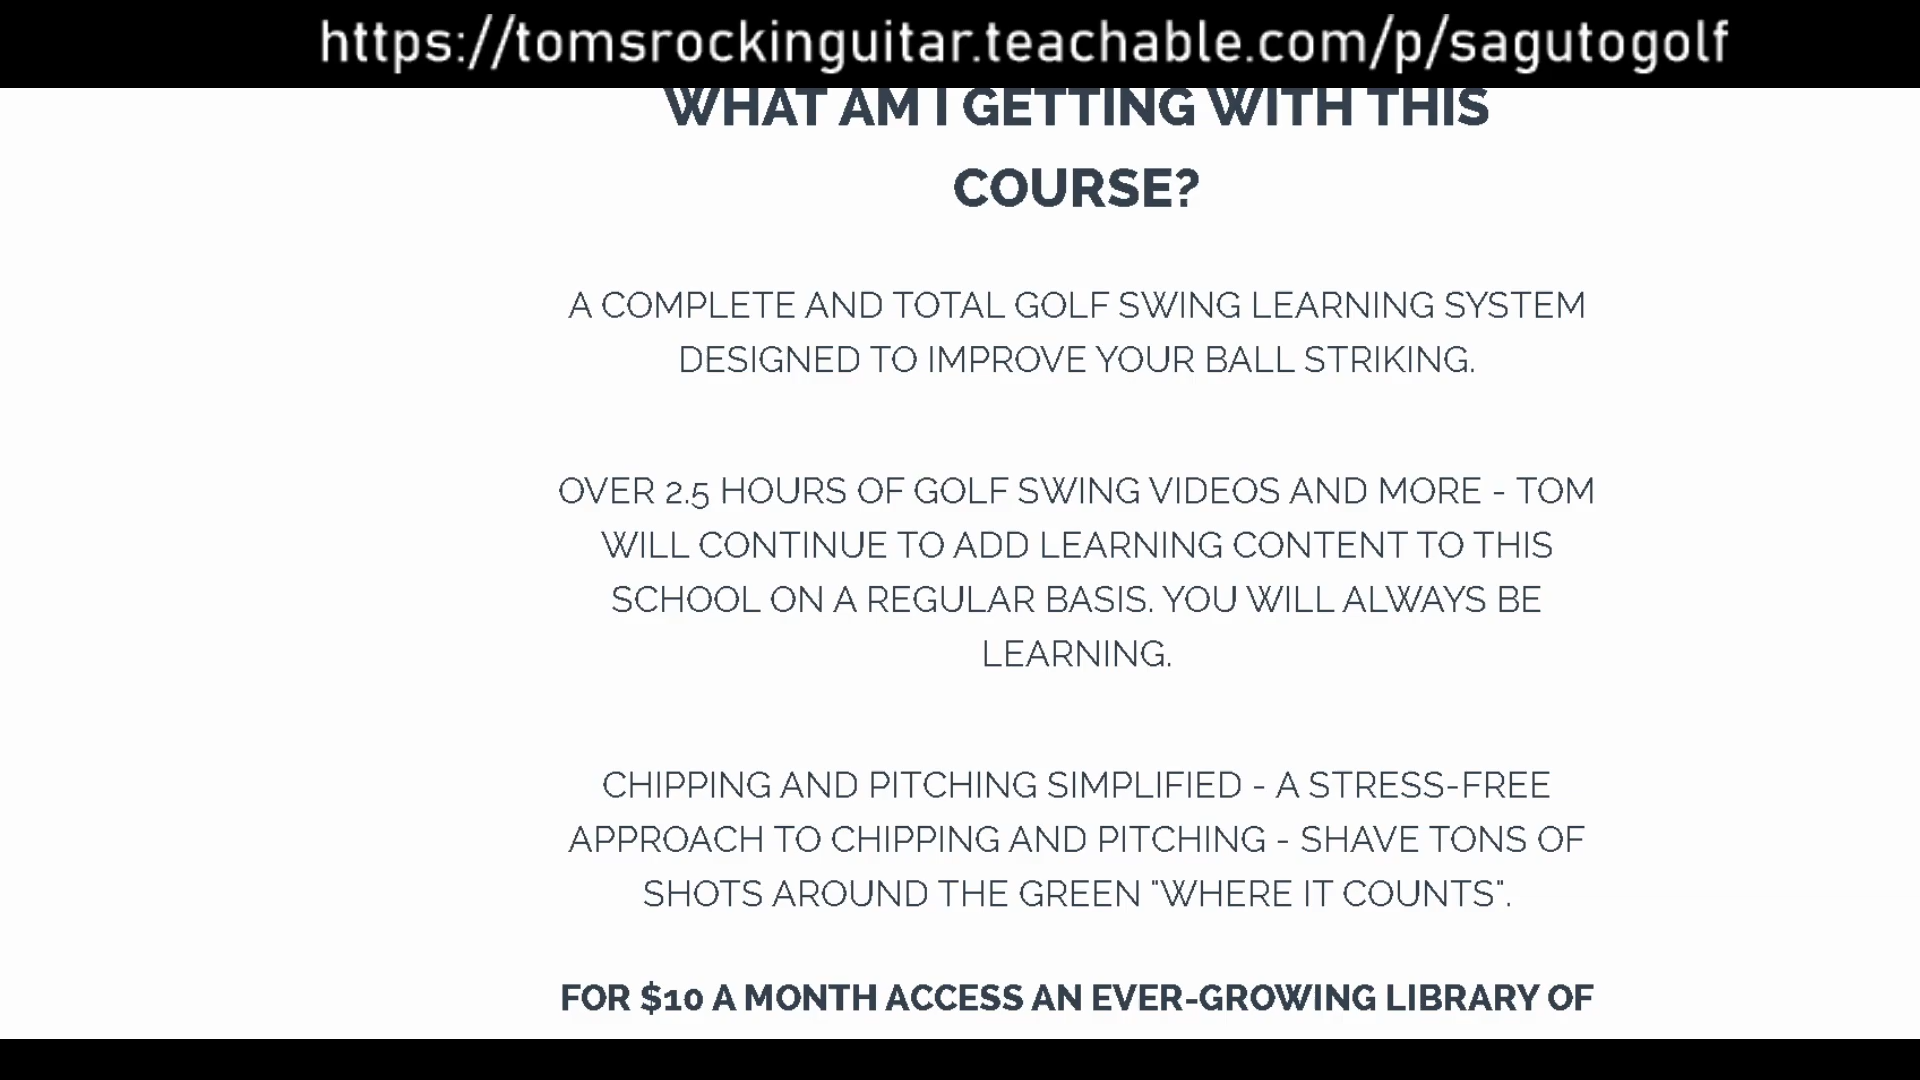 https://tomsrockinguitar.teachable.com/p/sagutogolf
WHAT AM I GETTING WITH THIS
COURSE?
A COMPLETE AND TOTAL GOLF SWING LEARNING SYSTEM
DESIGNED TO IMPROVE YOUR BALL STRIKING.
OVER 2.5 HOURS OF GOLF SWING VIDEOS AND MORE - TOM
WILL CONTINUE TO ADD LEARNING CONTENT TO THIS
SCHOOL ON A REGULAR BASIS. YOU WILL ALWAYS BE
LEARNING.
CHIPPING AND PITCHING SIMPLIFIED - A STRESS-FREE
APPROACH TO CHIPPING AND PITCHING - SHAVE TONS OF
SHOTS AROUND THE GREEN "WHERE IT COUNTS".
FOR $10 A MONTH ACCESS AN EVER-GROWING LIBRARY OF